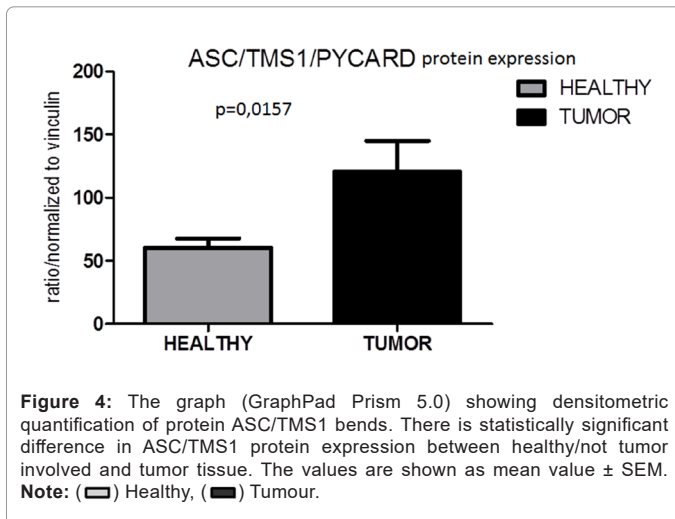 ASC/TMS1/PYCARD protein expression
HEALTHY
TUMOR
p=0,0157
ratio/normalized to vinculin
200
150
100
50
0
HEALTHY TUMOR
Figure 4: The graph (GraphPad Prism 5.0) showing densitometric
quantification of protein ASC/TMS1 bends. There is statistically significant
difference in ASC/TMS1 protein expression between healthy/not tumor
involved and tumor tissue. The values are shown as mean value ± SEM.
Note: ( ) Healthy, ( ) Tumour.